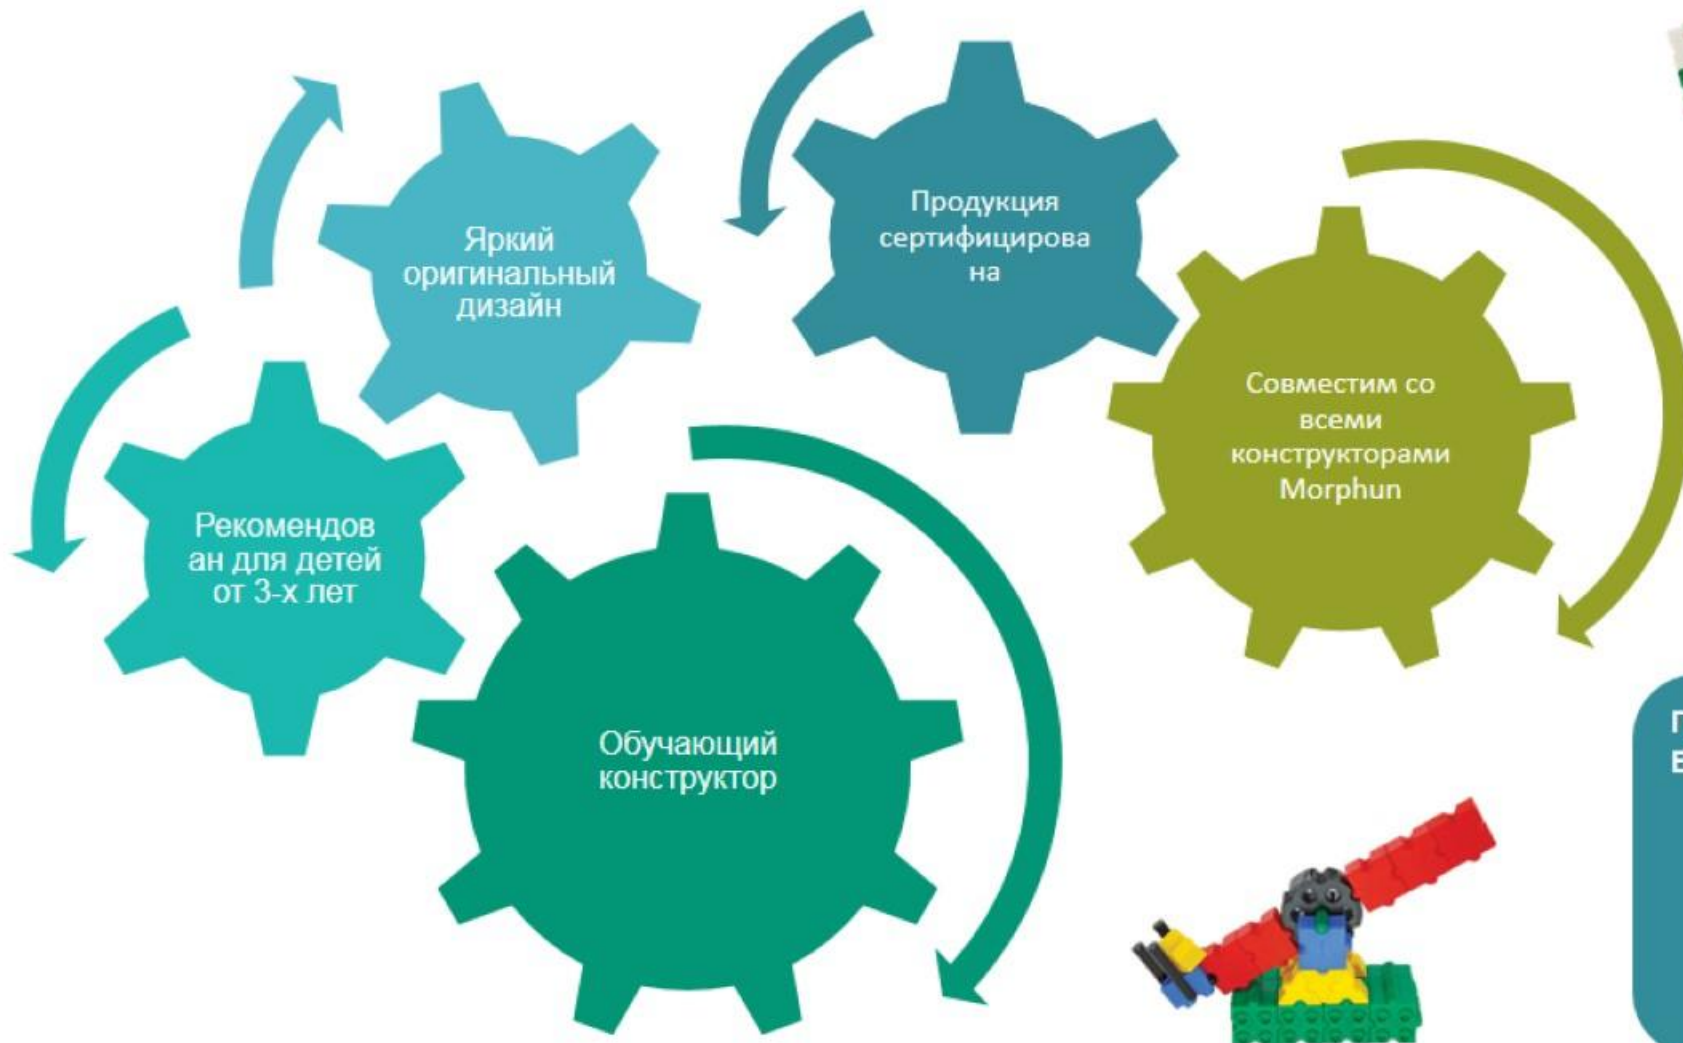 Яркий
оригинальный
дизайн
Продукция
сертифицирова
на
Совместим со
всеми
конструкторами
Morphun
Рекомендов
ан для детей
от 3-х лет
Обучающий
конструктор